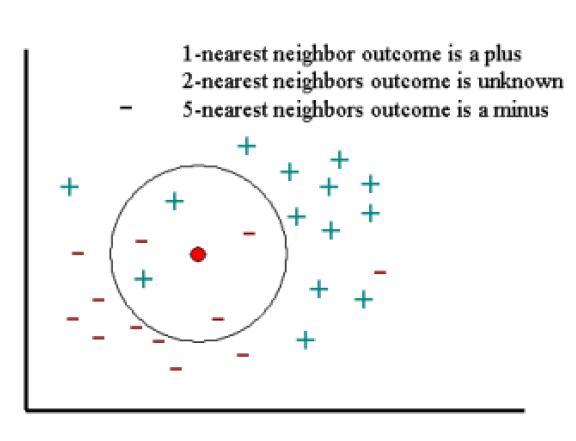 1-nearest neighbor outcome is a plus
2-nearest neighbors outcome is unknown
5-nearest neighbors outcome is a minus